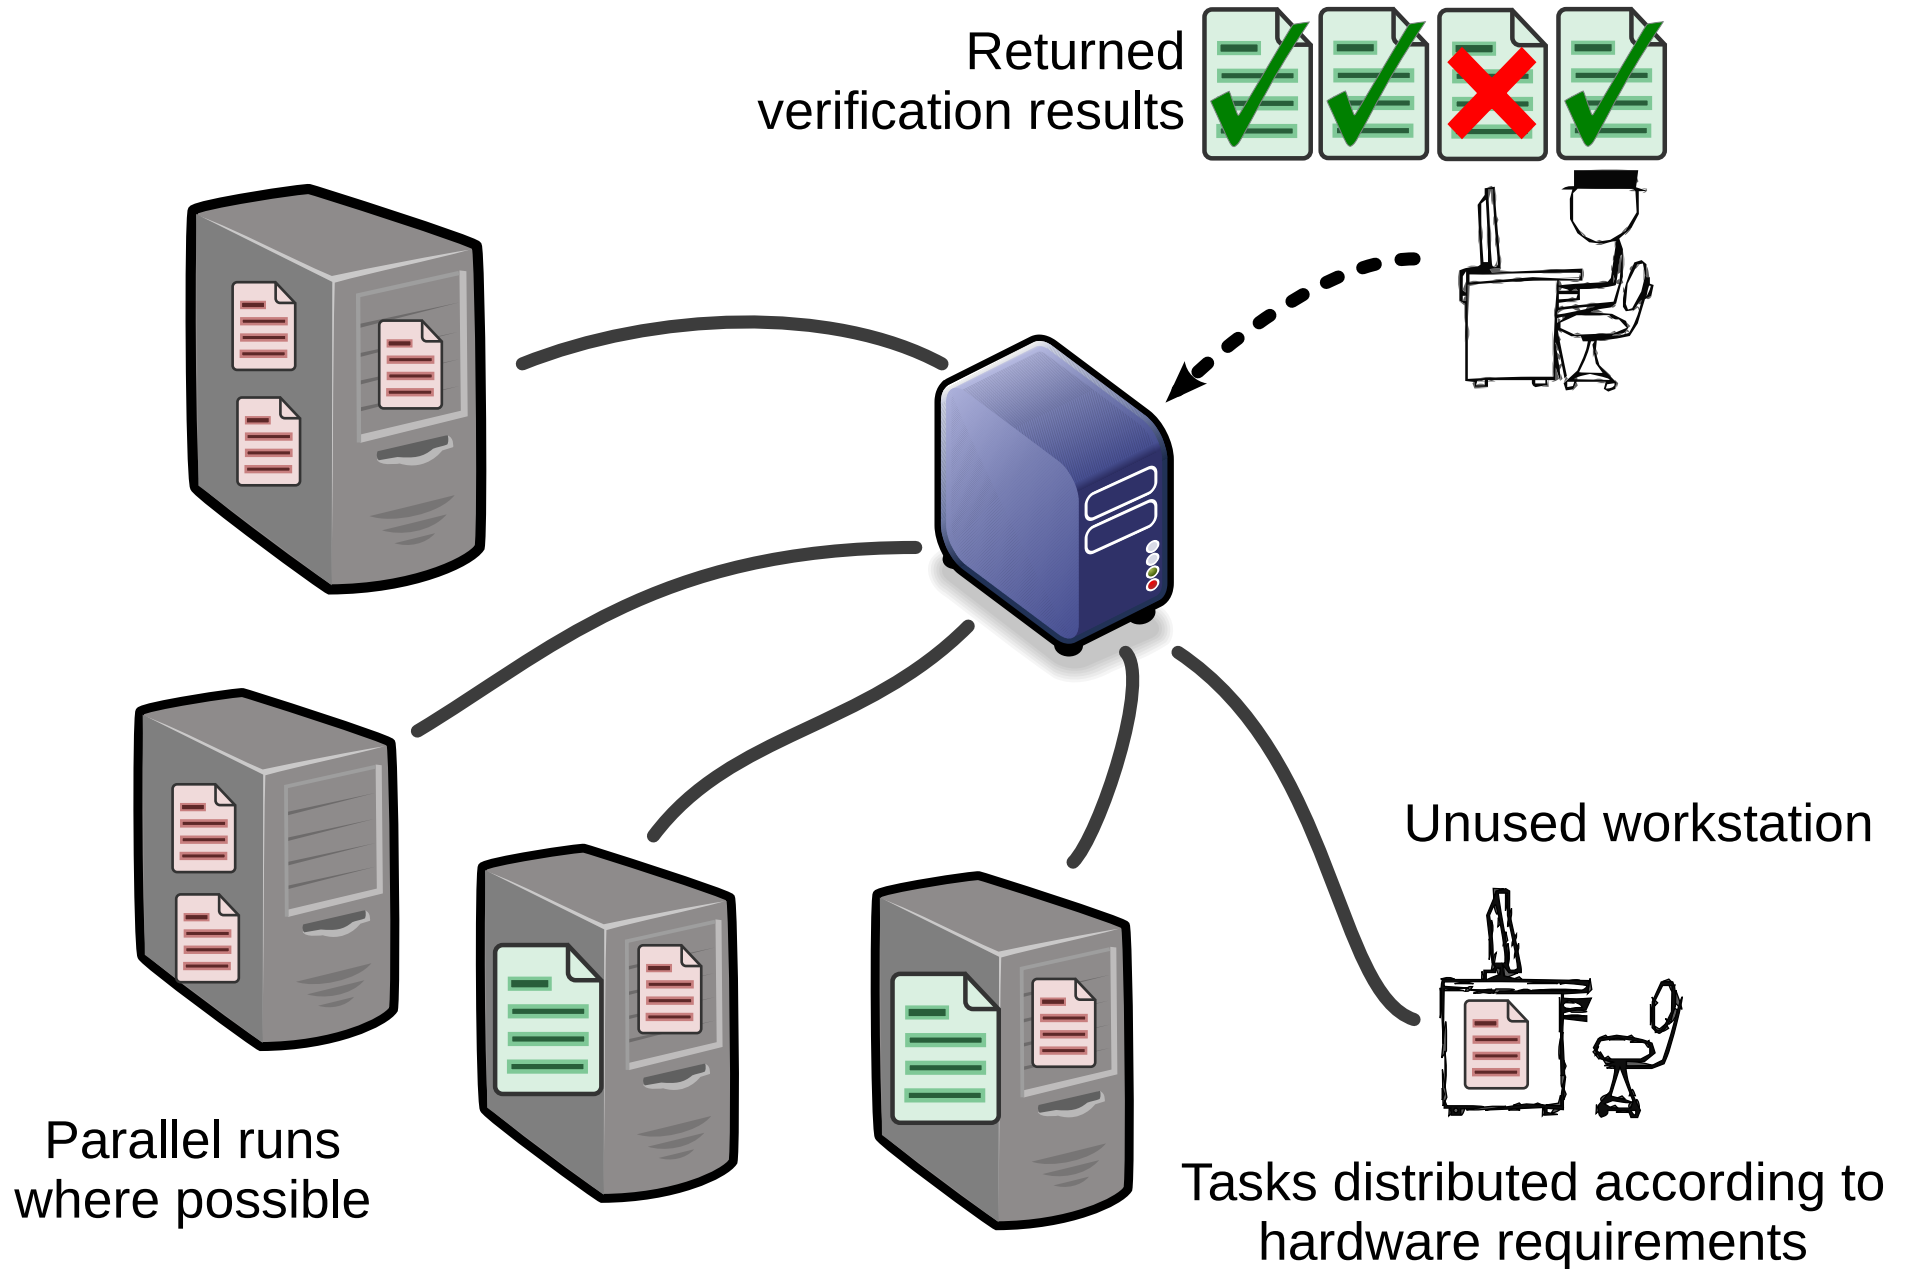 Returned
verification results
Unused workstation
Parallel runs
where possible
Tasks distributed according to
hardware requirements